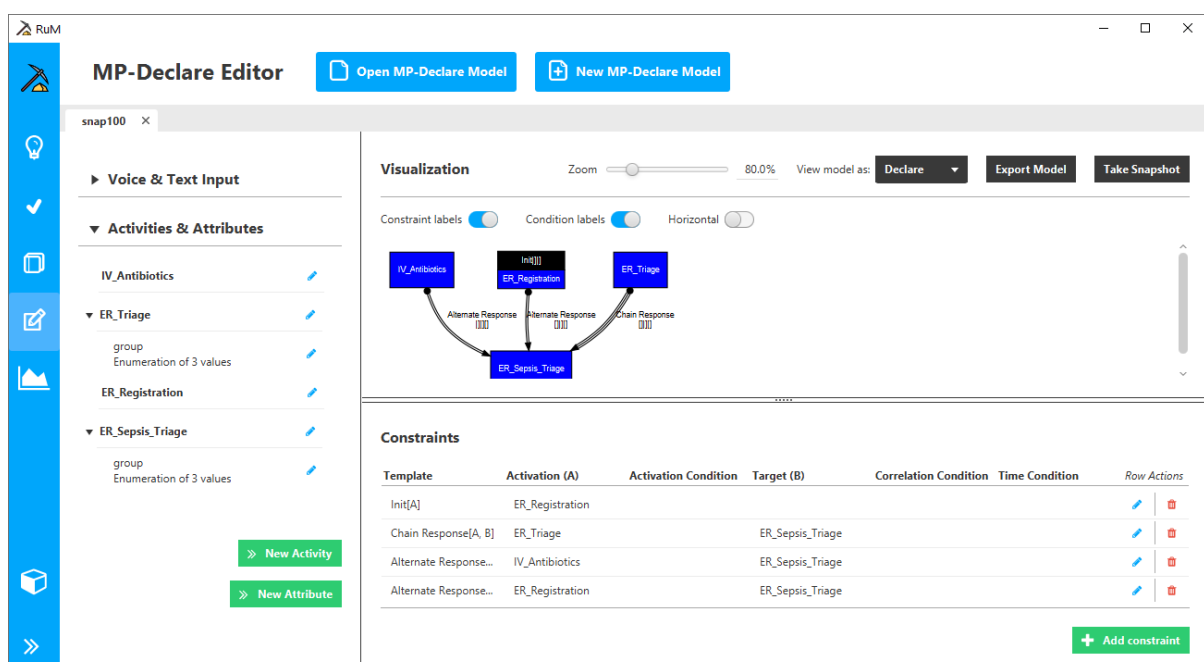 RuM
MP-Declare Editor
Open MP-Declare Model
New MP-Declare Model
snap100
Voice & Text Input
Activities & Attributes
IV_Antibiotics
ER_Triage
group
Enumeration of 3 values
ER_Registration
ER_Sepsis_Triage
group
Enumeration of 3 values
New Activity
New Attribute
Visualization
Zoom
80.0%
View model as:
Declare
Export Model
Take Snapshot
Constraint labels
Condition labels
Horizontal
IV_Antibiotics
Init[]|]
ER_Registration
ER_Triage
Alternate Response
[]|[]|[]
Alternate Response
[]|[]|[]
Chain Response
[]|[]|[]
ER_Sepsis_Triage
Constraints
Template Activation (A) Activation Condition Target (B) Correlation Condition Time Condition Row Actions
Init[A] ER_Registration
Chain Response[A, B] ER_Triage ER_Sepsis_Triage
Alternate Response... IV_Antibiotics ER_Sepsis_Triage
Alternate Response... ER_Registration ER_Sepsis_Triage
Add constraint